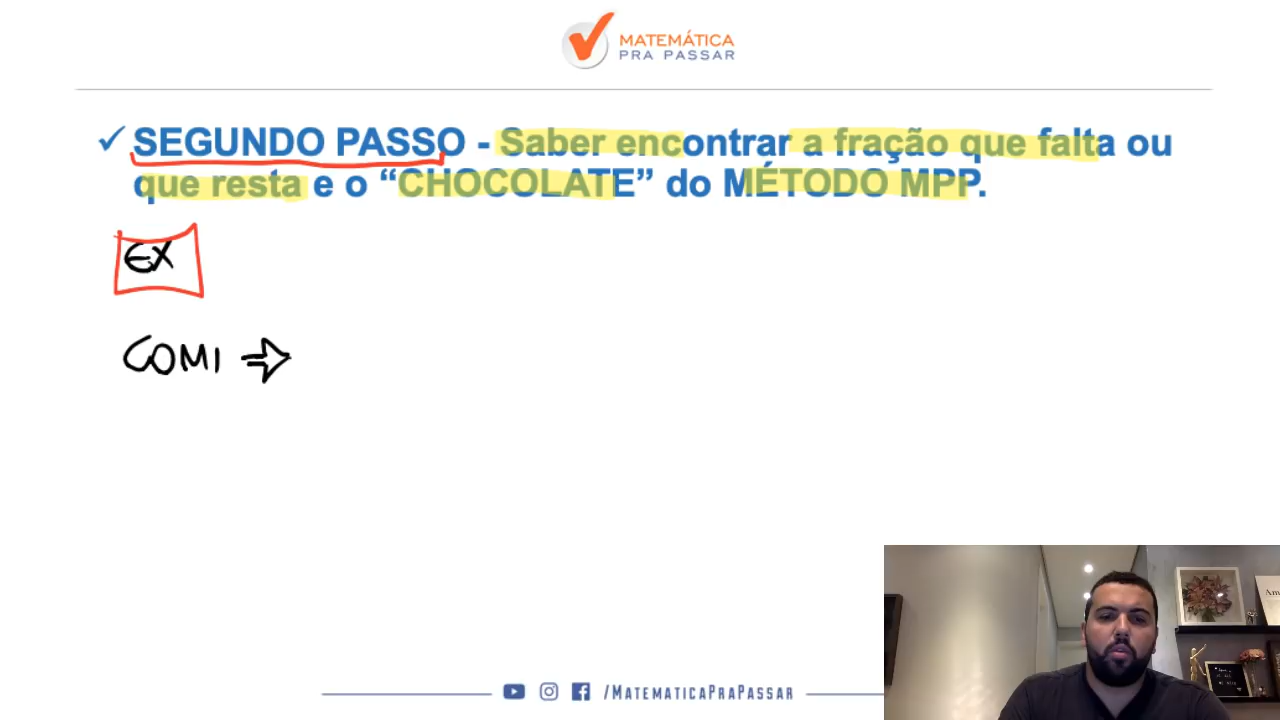 MATEMÁTICA
PRA PASSAR
✓ SEGUNDO PASSO - Saber encontrar a fração que falta ou
que resta e o “CHOCOLATE” do MÉTODO MPP.
EX
COMI ⇒
/MATEMATICAPRAPASSAR